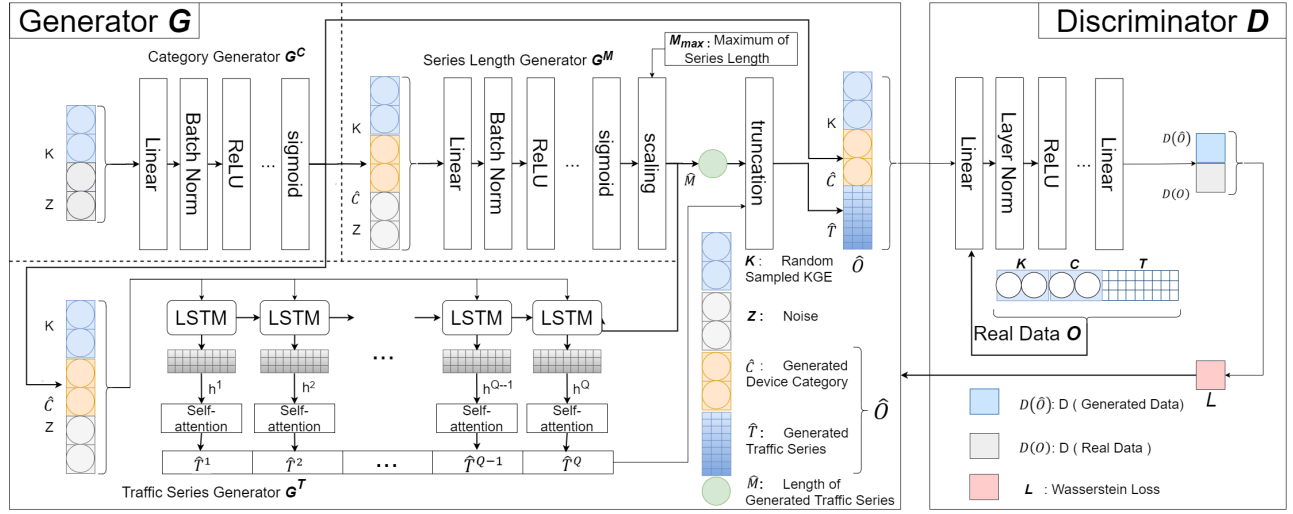 Generator G
Discriminator D
Category Generator G^C
Series Length Generator G^M
M_max : Maximum of
Series Length
K
Z
Linear
Batch Norm
ReLU
...
sigmoid
K
Ĉ
Z
Linear
Batch Norm
ReLU
...
sigmoid
scaling
M̂
truncation
K
Ĉ
T̂
Ô
Linear
Layer Norm
ReLU
...
Linear
D(Ô)
D(O)
K C T
Real Data O
L
K
Ĉ
Z
LSTM LSTM LSTM LSTM
...
h^1 h^2 h^Q--1 h^Q
Self-
attention
Self-
attention
Self-
attention
Self-
attention
T̂^1 T̂^2 ... T̂^Q−1 T̂^Q
Traffic Series Generator G^T
K : Random
Sampled KGE
Z : Noise
Ĉ : Generated
Device Category
T̂ : Generated
Traffic Series
Ô
M̂ : Length of
Generated Traffic Series
D(Ô): D ( Generated Data)
D(O): D ( Real Data )
L : Wasserstein Loss